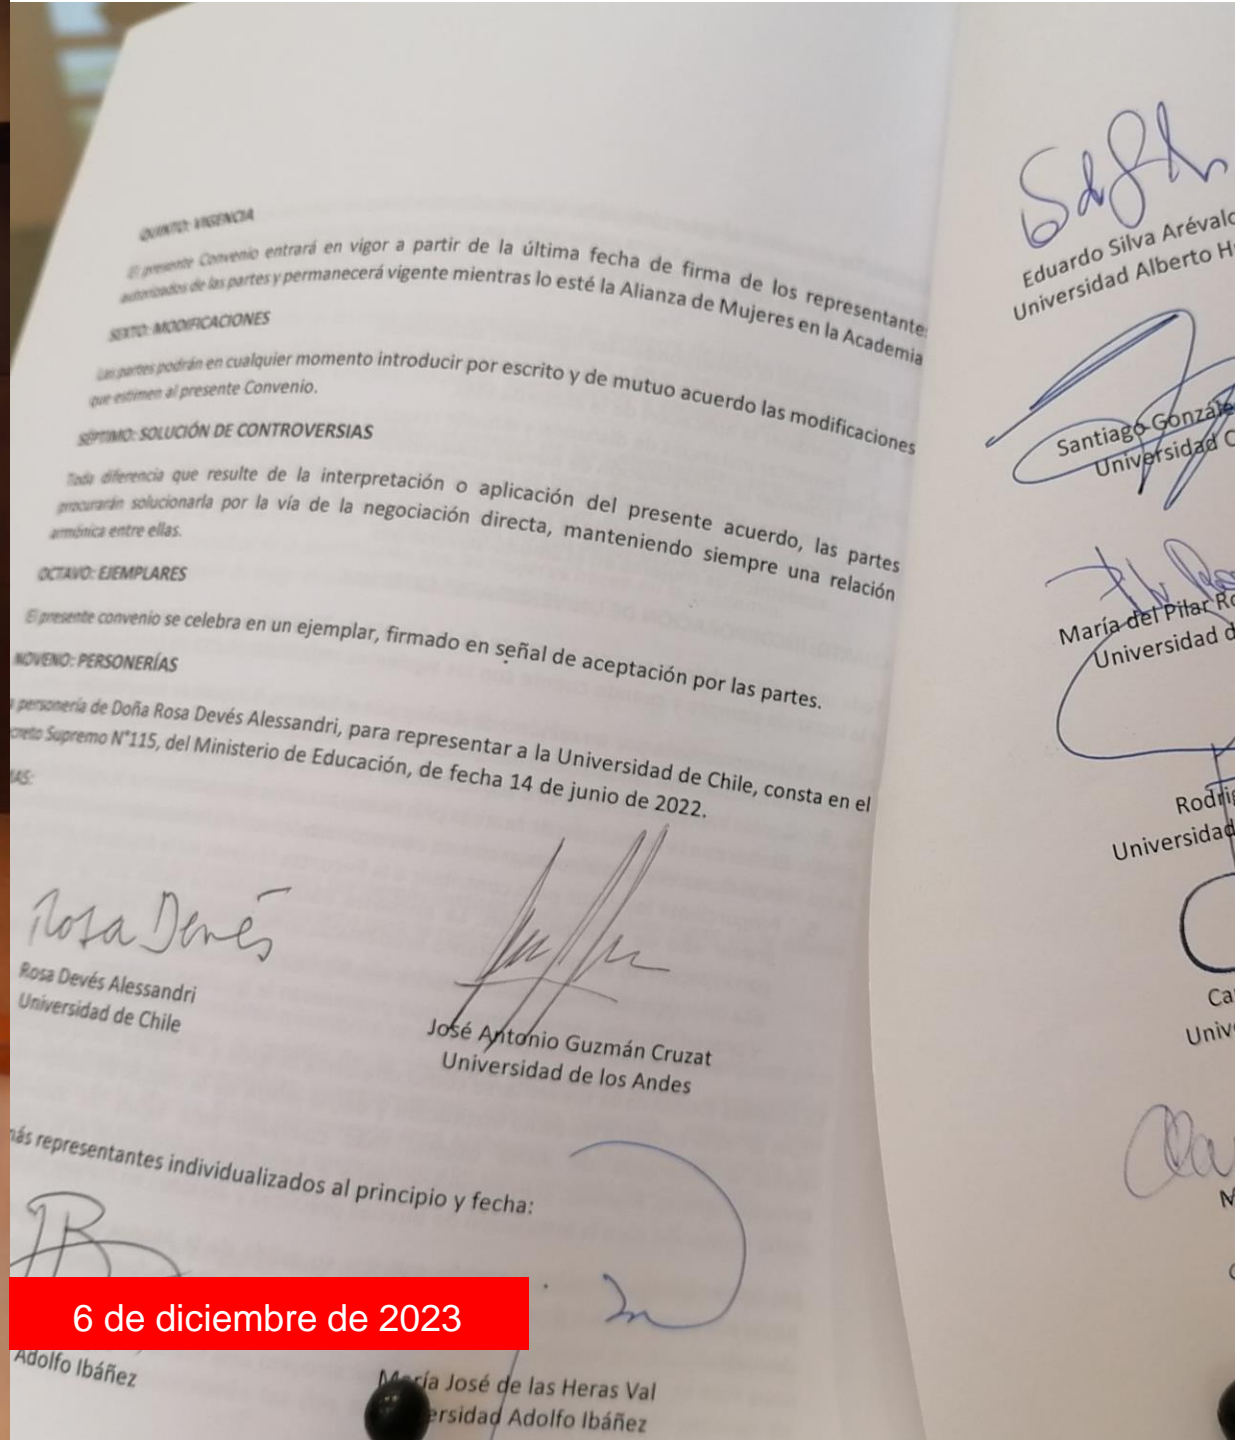 QUINTO: VIGENCIA
El presente Convenio entrará en vigor a partir de la última fecha de firma de los representante
autorizados de las partes y permanecerá vigente mientras lo esté la Alianza de Mujeres en la Academia
SEXTO: MODIFICACIONES
Las partes podrán en cualquier momento introducir por escrito y de mutuo acuerdo las modificaciones
que estimen al presente Convenio.
SÉPTIMO: SOLUCIÓN DE CONTROVERSIAS
Toda diferencia que resulte de la interpretación o aplicación del presente acuerdo, las partes
procurarán solucionarla por la vía de la negociación directa, manteniendo siempre una relación
armónica entre ellas.
OCTAVO: EJEMPLARES
El presente convenio se celebra en un ejemplar, firmado en señal de aceptación por las partes.
NOVENO: PERSONERÍAS
personería de Doña Rosa Devés Alessandri, para representar a la Universidad de Chile, consta en el
creto Supremo N°115, del Ministerio de Educación, de fecha 14 de junio de 2022.
MAS:
Rosa Devés
Rosa Devés Alessandri
Universidad de Chile
José Antonio Guzmán Cruzat
Universidad de los Andes
más representantes individualizados al principio y fecha:
6 de diciembre de 2023
Adolfo Ibáñez
María José de las Heras Val
ersidad Adolfo Ibáñez
Eduardo Silva Arévalo
Universidad Alberto H
Santiago Gonzále
Universidad
María del Pilar Ro
Universidad d
Rodrig
Universidad
Ca
Univ
M